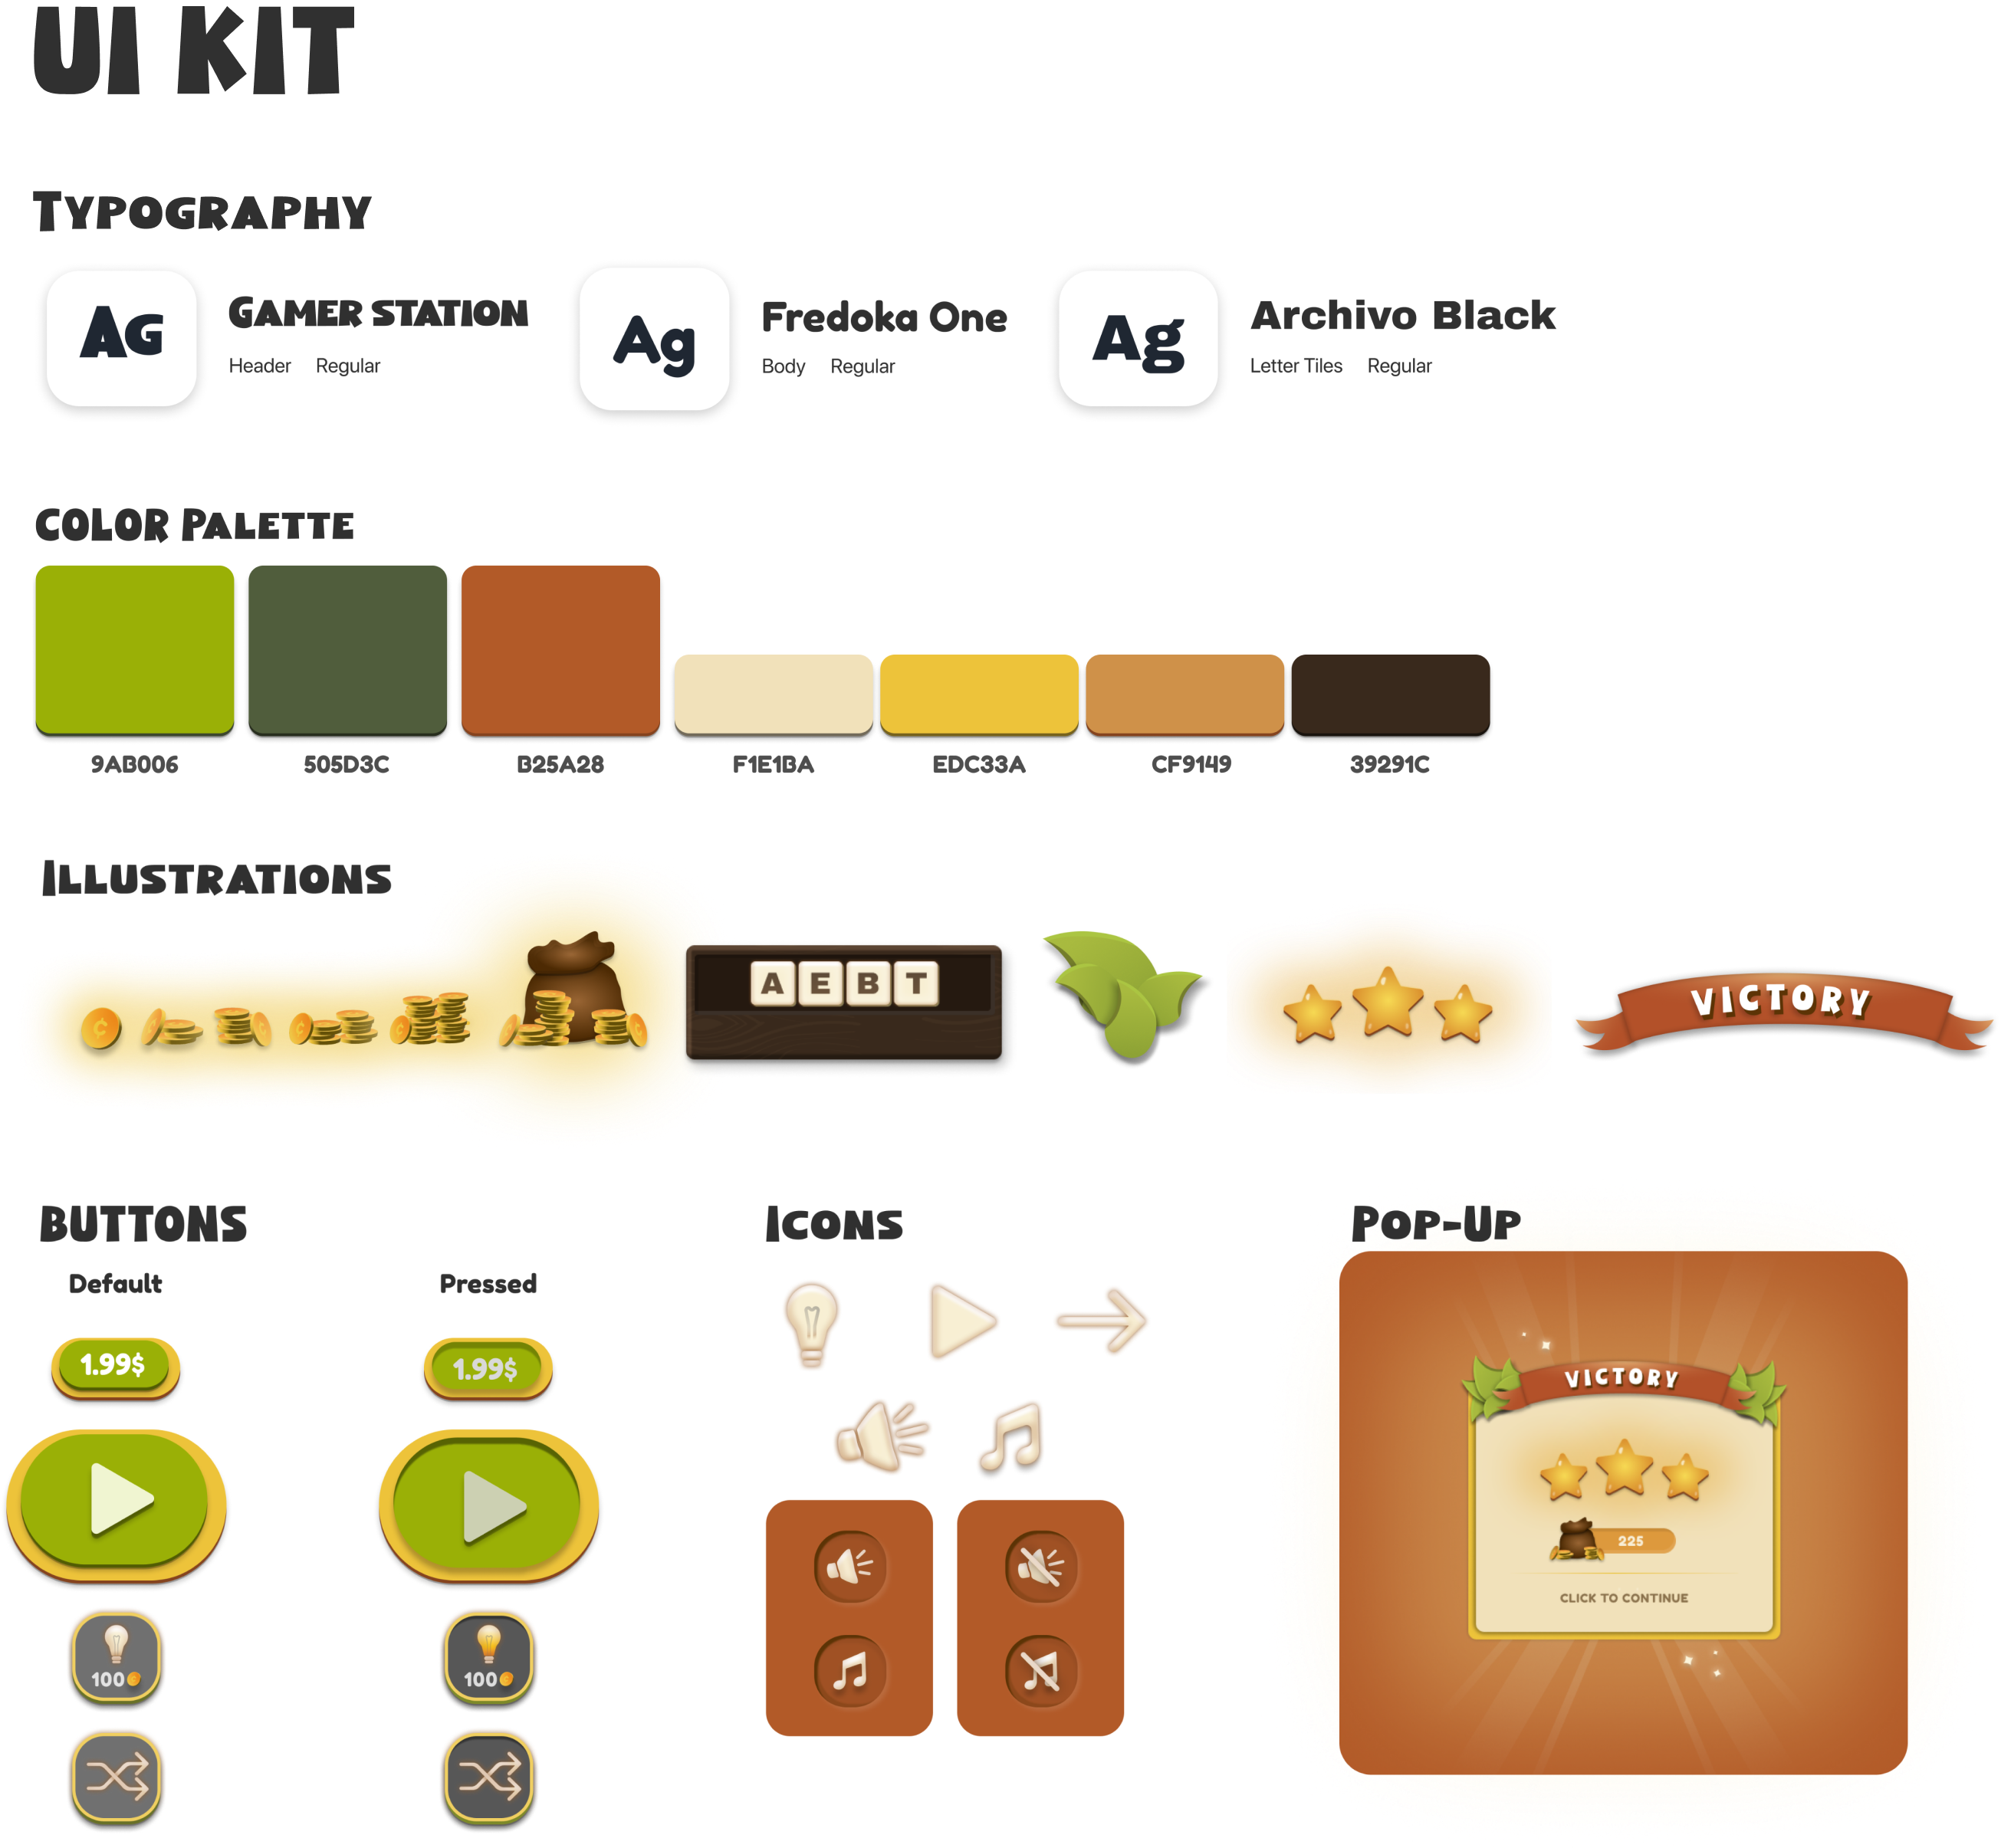 UI KIT
TYPOGRAPHY
AG
GAMER STATION
Header Regular
Ag
Fredoka One
Body Regular
Ag
Archivo Black
Letter Tiles Regular
COLOR PALETTE
9AB006
505D3C
B25A28
F1E1BA
EDC33A
CF9149
39291C
ILLUSTRATIONS
A E B T
VICTORY
BUTTONS
Default
Pressed
1.99$
1.99$
100
100
ICONS
POP-UP
VICTORY
225
CLICK TO CONTINUE